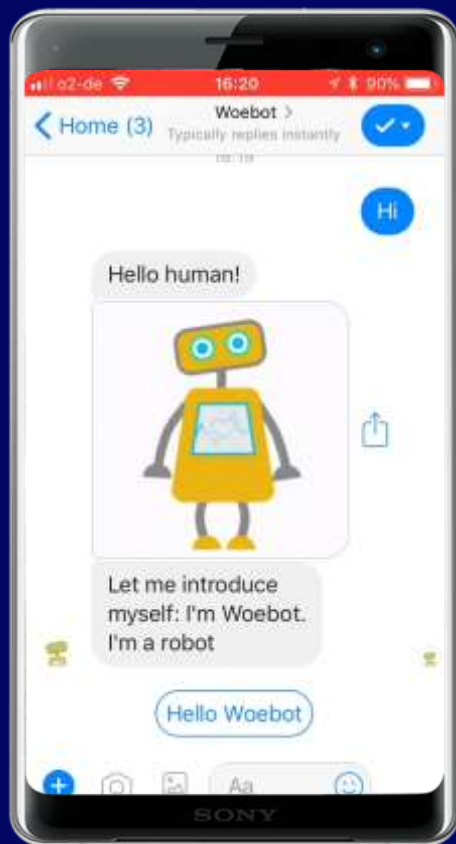 o2-de 16:20 90%
Home (3) Woebot >
Typically replies instantly
Hi
Hello human!
Let me introduce
myself: I'm Woebot.
I'm a robot
Hello Woebot
Aa
SONY